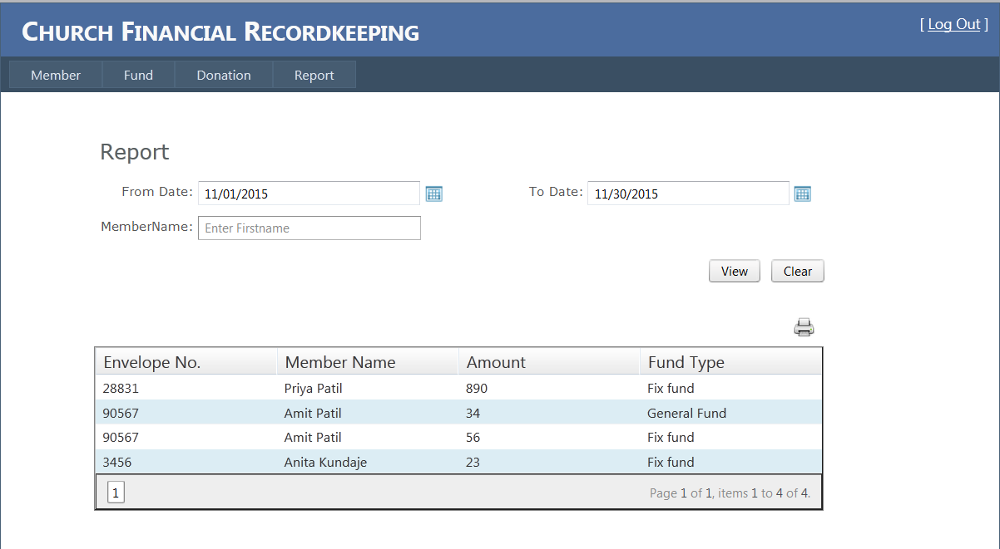 CHURCH FINANCIAL RECORDKEEPING
[ Log Out ]
Member Fund Donation Report
Report
From Date: 11/01/2015 To Date: 11/30/2015
MemberName: Enter Firstname
View Clear
Envelope No. Member Name Amount Fund Type
28831 Priya Patil 890 Fix fund
90567 Amit Patil 34 General Fund
90567 Amit Patil 56 Fix fund
3456 Anita Kundaje 23 Fix fund
1 Page 1 of 1, items 1 to 4 of 4.